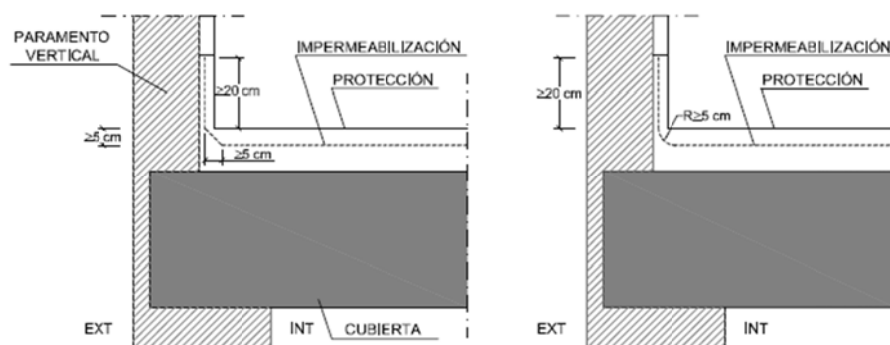 PARAMENTO
VERTICAL
IMPERMEABILIZACIÓN
PROTECCIÓN
≥20 cm
≥5 cm
≥5 cm
EXT
INT
CUBIERTA
IMPERMEABILIZACIÓN
PROTECCIÓN
≥20 cm
R≥5 cm
EXT
INT